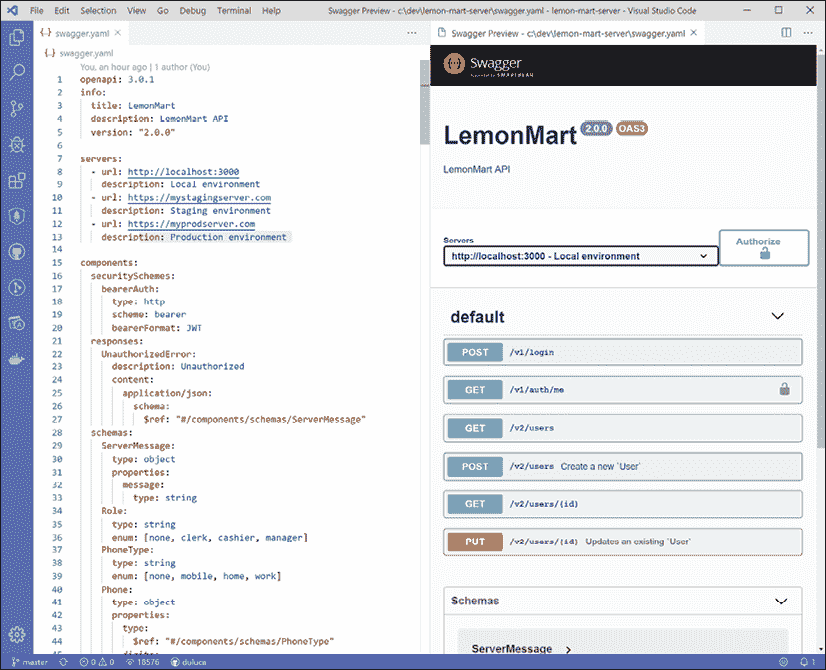 File Edit Selection View Go Debug Terminal Help Swagger Preview - c:\dev\lemon-mart-server\swagger.yaml - lemon-mart-server - Visual Studio Code
{··} swagger.yaml × ···
{··} swagger.yaml
You, an hour ago | 1 author (You)
1 openapi: 3.0.1
2 info:
3 title: LemonMart
4 description: LemonMart API
5 version: "2.0.0"
6
7 servers:
8 - url: http://localhost:3000
9 description: Local environment
10 - url: https://mystagingserver.com
11 description: Staging environment
12 - url: https://myprodserver.com
13 description: Production environment
14
15 components:
16 securitySchemes:
17 bearerAuth:
18 type: http
19 scheme: bearer
20 bearerFormat: JWT
21 responses:
22 UnauthorizedError:
23 description: Unauthorized
24 content:
25 application/json:
26 schema:
27 $ref: "#/components/schemas/ServerMessage"
28 schemas:
29 ServerMessage:
30 type: object
31 properties:
32 message:
33 type: string
34 Role:
35 type: string
36 enum: [none, clerk, cashier, manager]
37 PhoneType:
38 type: string
39 enum: [none, mobile, home, work]
40 Phone:
41 type: object
42 properties:
43 type:
44 $ref: "#/components/schemas/PhoneType"
Swagger Preview - c:\dev\lemon-mart-server\swagger.yaml × ···
Swagger
LemonMart 2.0.0 OAS3
LemonMart API
Servers
http://localhost:3000 - Local environment
Authorize
default
POST /v1/login
GET /v1/auth/me
GET /v2/users
POST /v2/users Create a new `User`
GET /v2/users/{id}
PUT /v2/users/{id} Updates an existing `User`
Schemas
ServerMessage >
master 0 0 18576 duluca 1